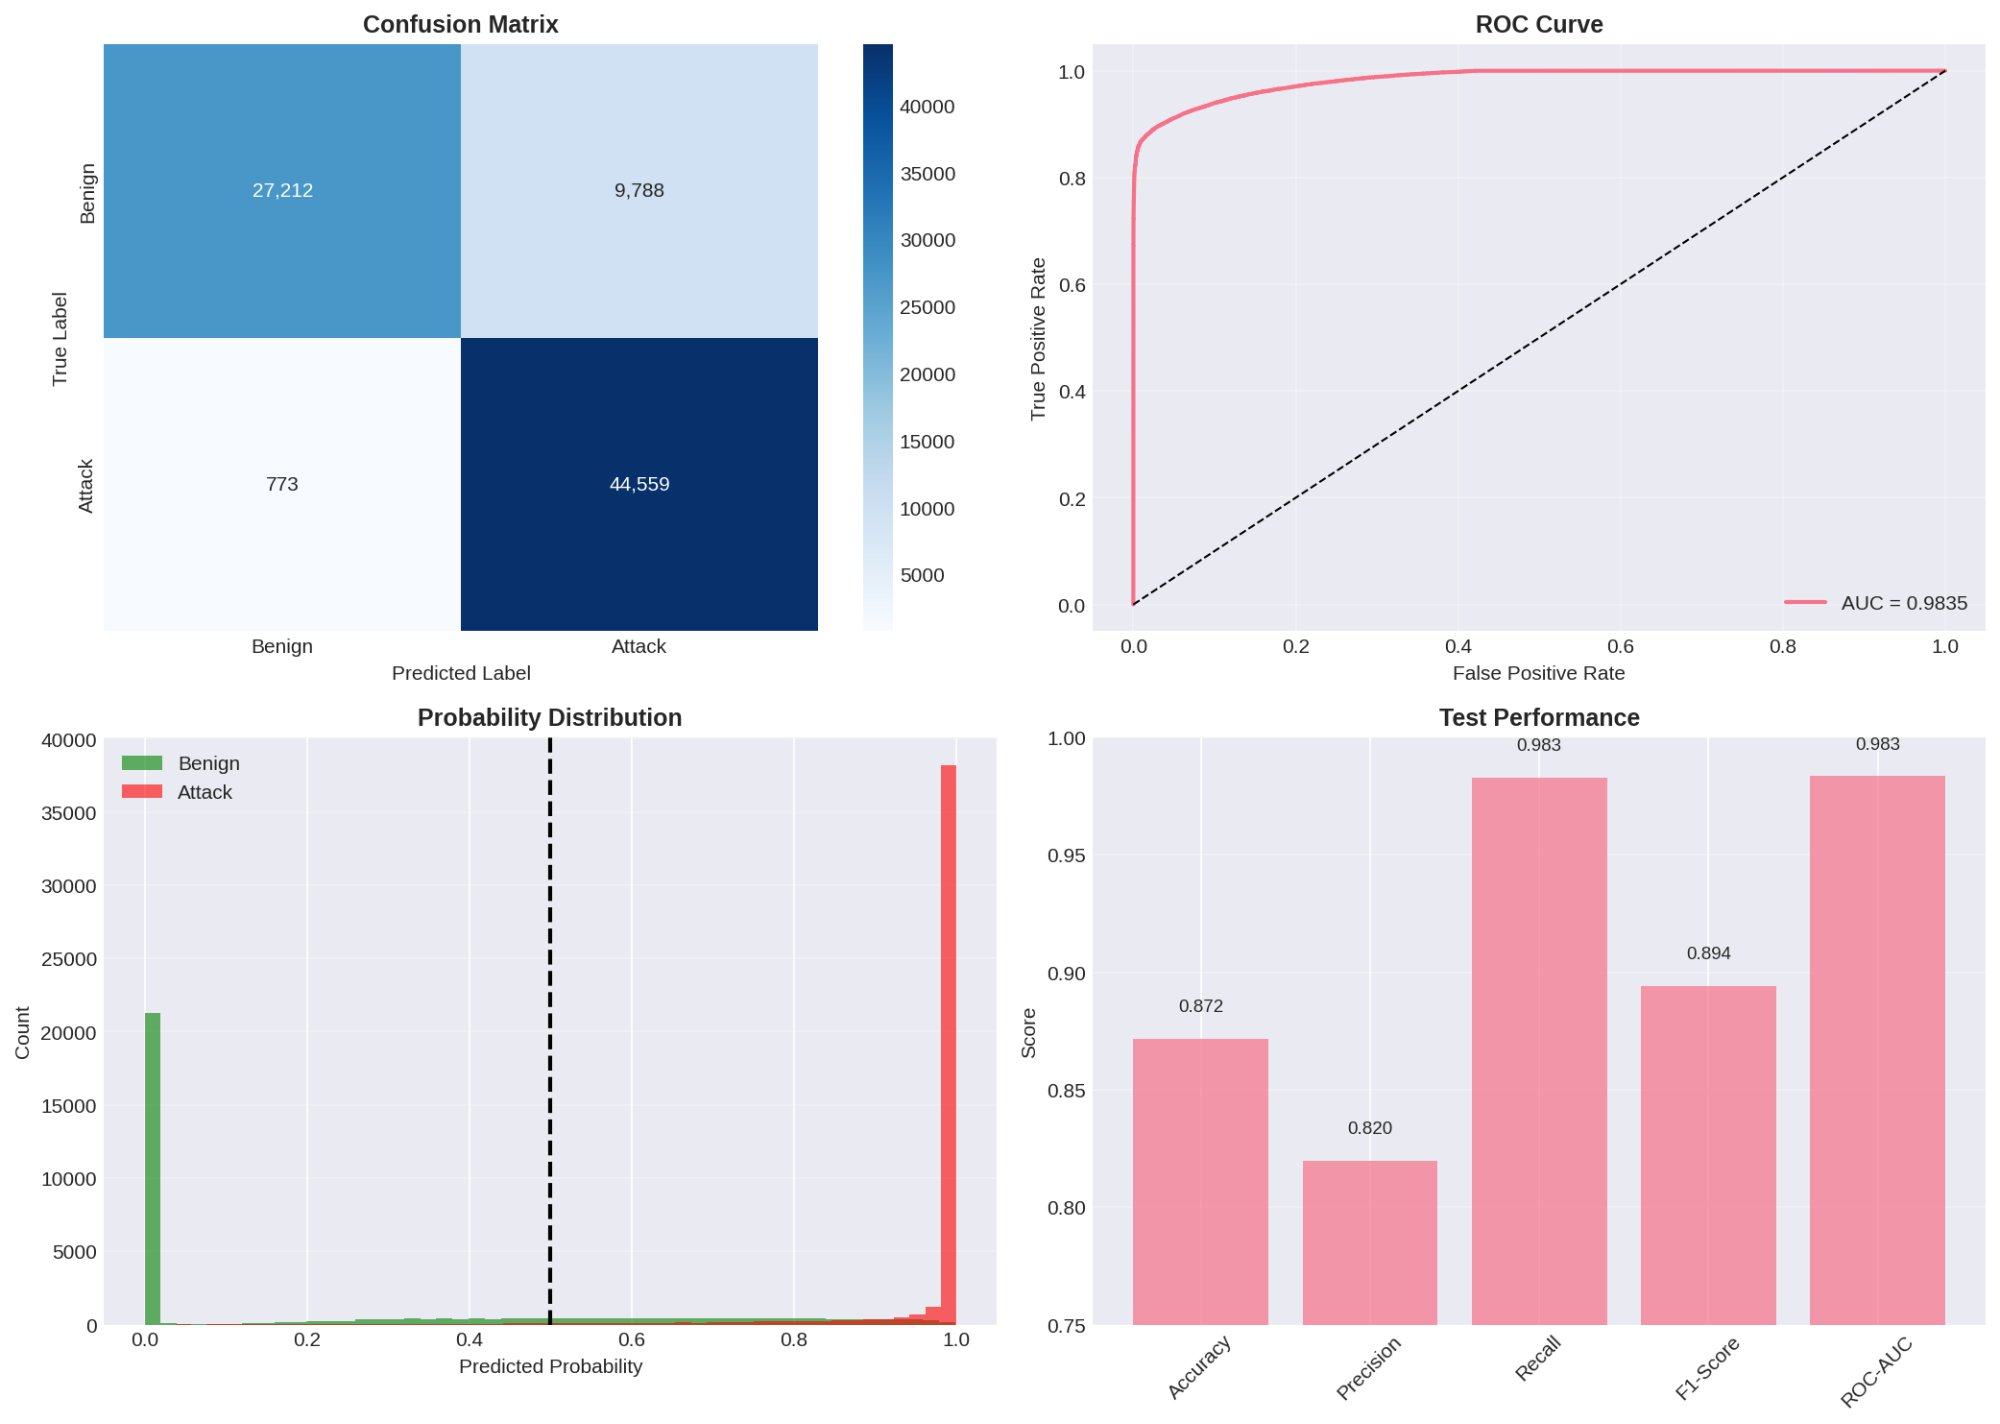 Confusion Matrix
Benign
Attack
True Label
27,212
9,788
773
44,559
Benign
Attack
Predicted Label
40000
35000
30000
25000
20000
15000
10000
5000
ROC Curve
True Positive Rate
1.0
0.8
0.6
0.4
0.2
0.0
AUC = 0.9835
0.0
0.2
0.4
0.6
0.8
1.0
False Positive Rate
Probability Distribution
Count
40000
35000
30000
25000
20000
15000
10000
5000
0
Benign
Attack
0.0
0.2
0.4
0.6
0.8
1.0
Predicted Probability
Test Performance
Score
1.00
0.95
0.90
0.85
0.80
0.75
0.872
0.820
0.983
0.894
0.983
Accuracy
Precision
Recall
F1-Score
ROC-AUC